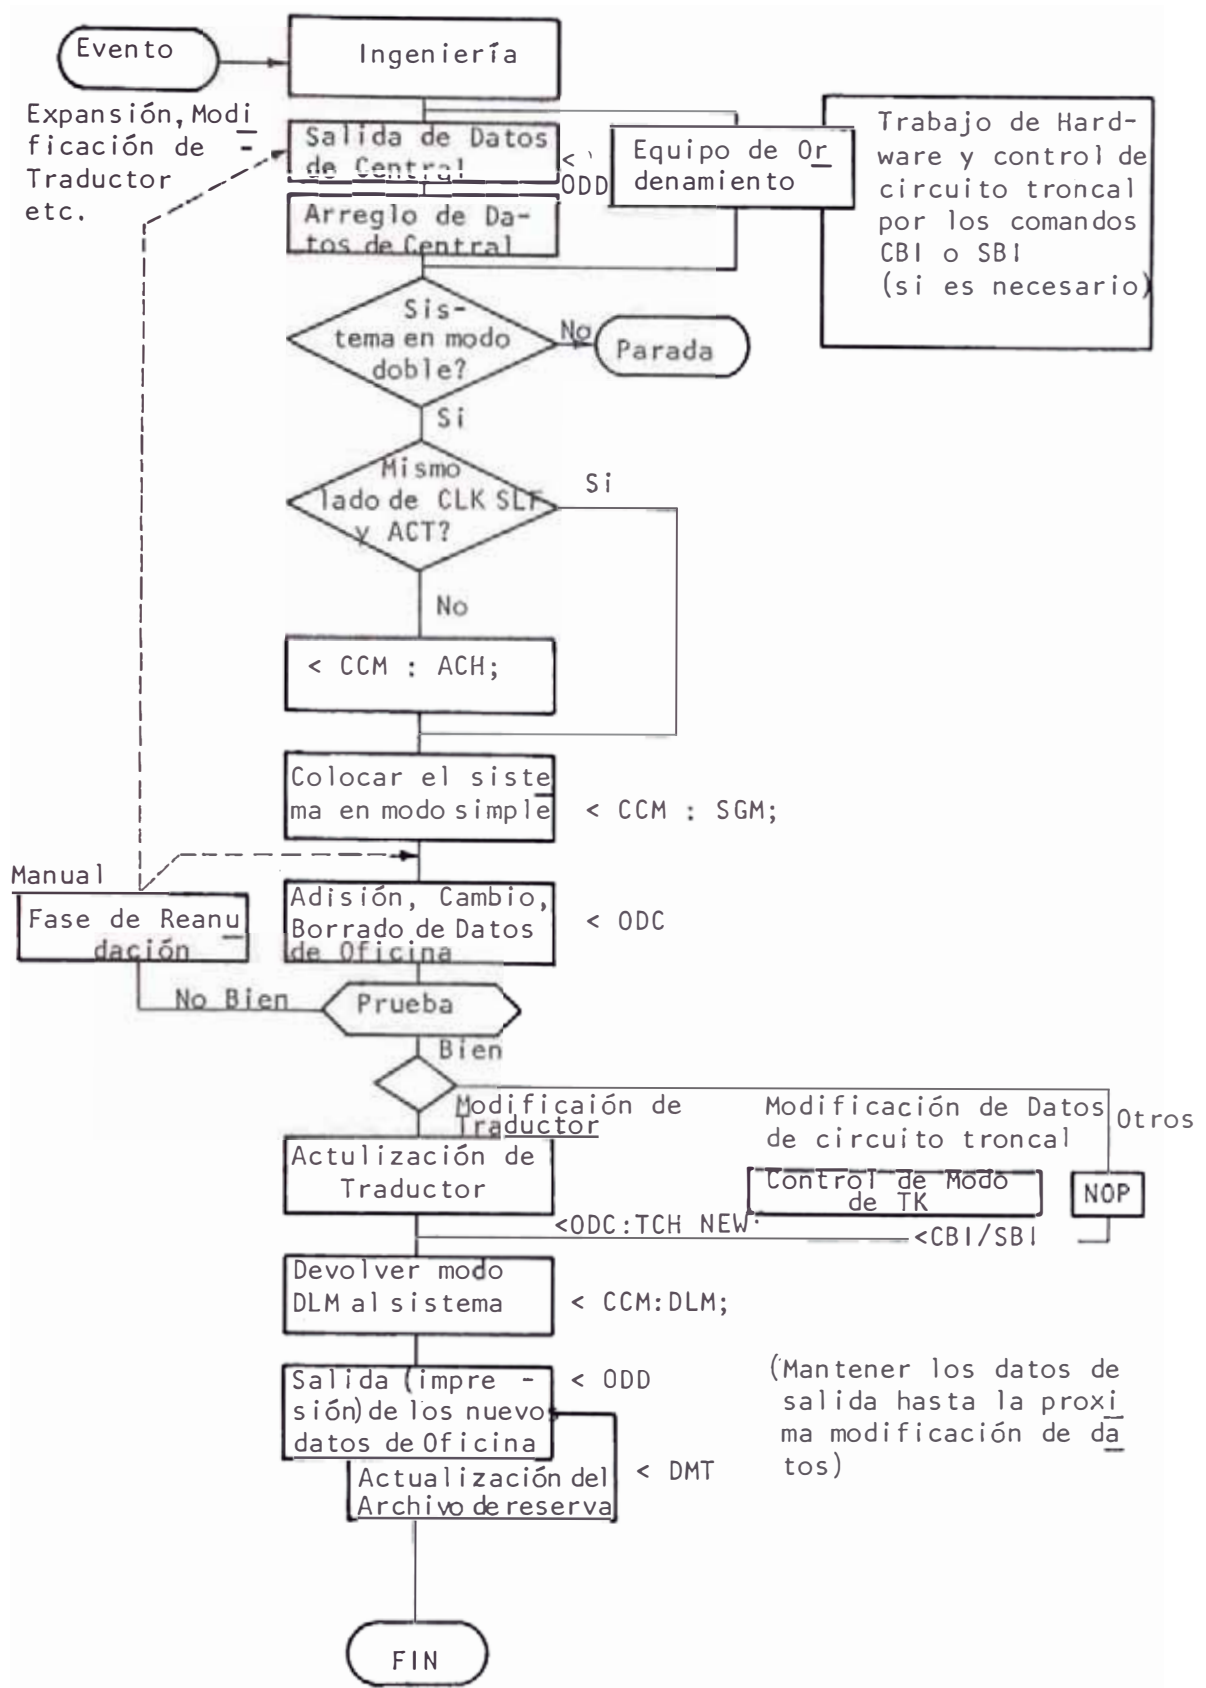 Evento
Ingeniería
Expansión, Modi
ficación de -
Traductor
etc.
Salida de Datos
de Central
<
ODD
Equipo de Or
denamiento
Trabajo de Hard-
ware y control de
circuito troncal
por los comandos
CBI o SBI
(si es necesario)
Arreglo de Da-
tos de Central
Sis-
tema en modo
doble?
No
Parada
Si
Mismo
lado de CLK SLF
y ACT?
Si
No
< CCM : ACH;
Colocar el siste
ma en modo simple
< CCM : SGM;
Manual
Fase de Reanu
dación
Adisión, Cambio,
Borrado de Datos
de Oficina
< ODC
No Bien
Prueba
Bien
Modificaión de
Traductor
Modificación de Datos
de circuito troncal
Otros
Actulización de
Traductor
Control de Modo
de TK
NOP
<ODC:TCH NEW·
<CBI/SBI
Devolver modo
DLM al sistema
< CCM:DLM;
Salida (impre -
sión) de los nuevos
datos de Oficina
< ODD
(Mantener los datos de
salida hasta la proxi
ma modificación de da
tos)
Actualización del
Archivo de reserva
< DMT
FIN